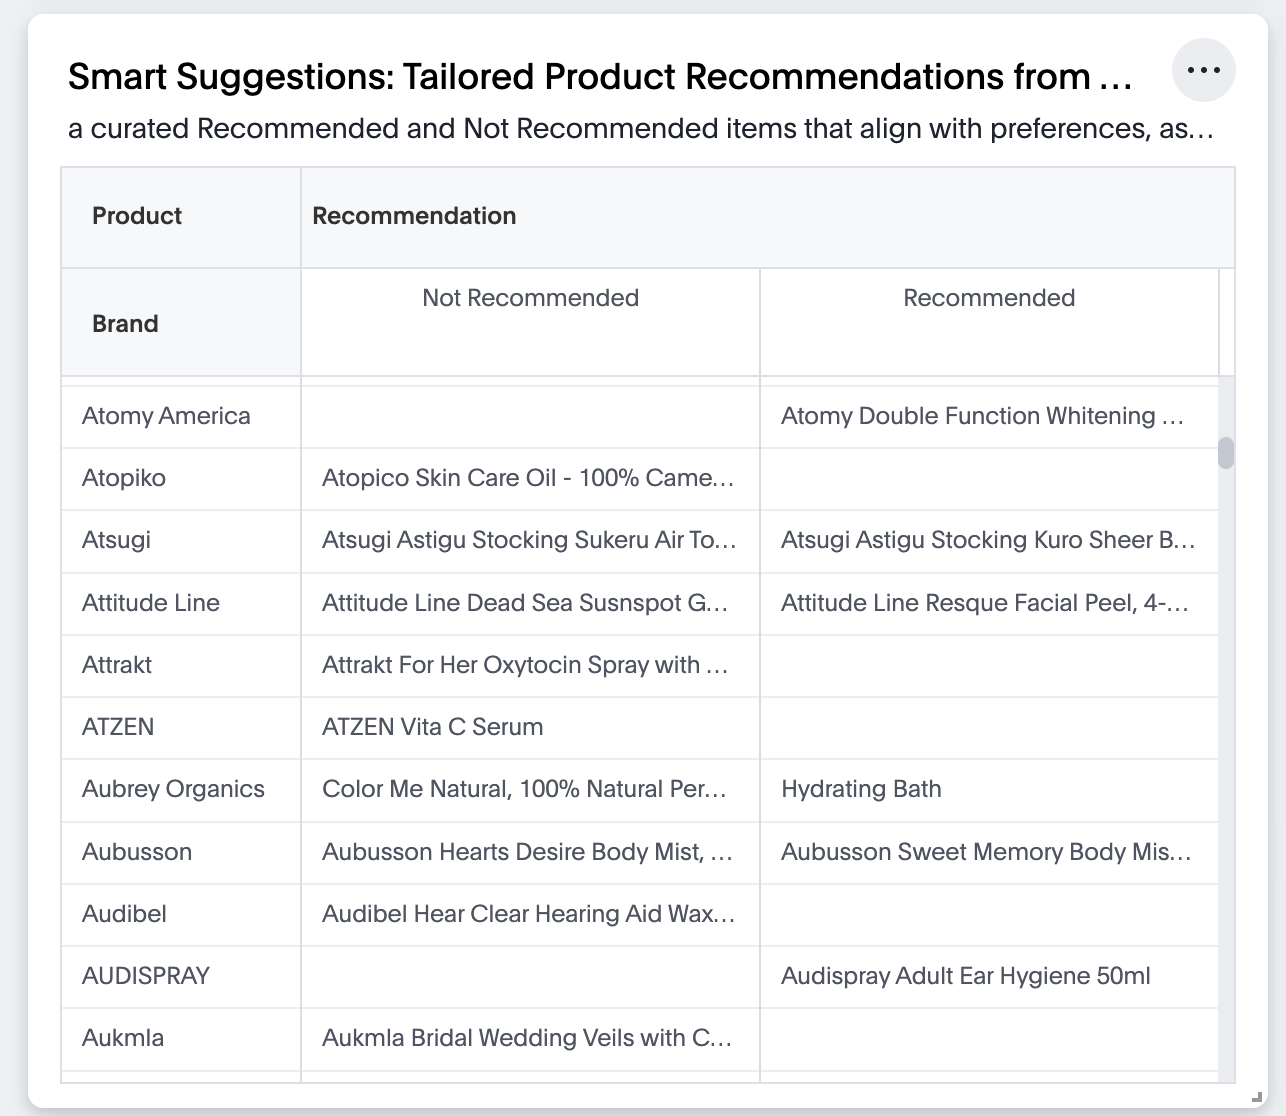 Smart Suggestions: Tailored Product Recommendations from ...
a curated Recommended and Not Recommended items that align with preferences, as...
Product Recommendation
Brand Not Recommended Recommended
Atomy America Atomy Double Function Whitening ...
Atopiko Atopico Skin Care Oil - 100% Came...
Atsugi Atsugi Astigu Stocking Sukeru Air To... Atsugi Astigu Stocking Kuro Sheer B...
Attitude Line Attitude Line Dead Sea Susnspot G... Attitude Line Resque Facial Peel, 4-...
Attrakt Attrakt For Her Oxytocin Spray with ...
ATZEN ATZEN Vita C Serum
Aubrey Organics Color Me Natural, 100% Natural Per... Hydrating Bath
Aubusson Aubusson Hearts Desire Body Mist, ... Aubusson Sweet Memory Body Mis...
Audibel Audibel Hear Clear Hearing Aid Wax...
AUDISPRAY Audispray Adult Ear Hygiene 50ml
Aukmla Aukmla Bridal Wedding Veils with C...